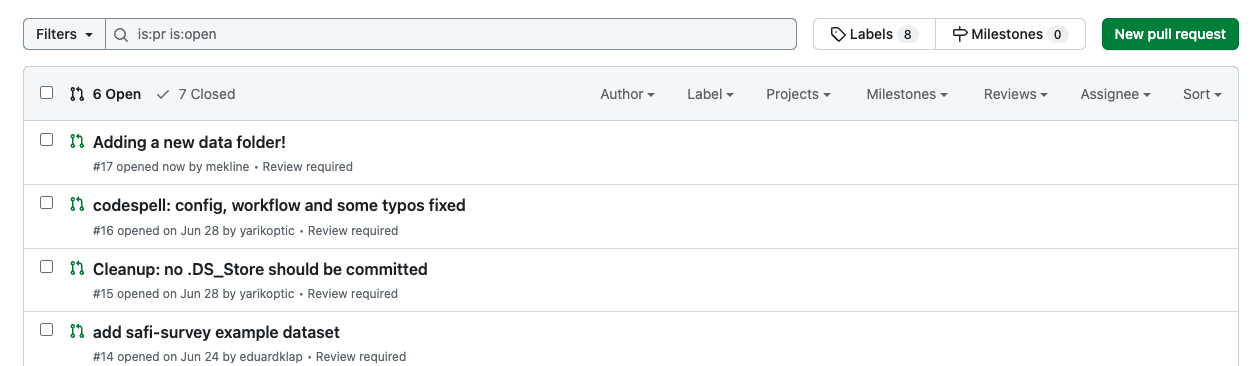 Filters is:pr is:open Labels 8 Milestones 0 New pull request
6 Open 7 Closed Author Label Projects Milestones Reviews Assignee Sort
Adding a new data folder!
#17 opened now by mekline • Review required
codespell: config, workflow and some typos fixed
#16 opened on Jun 28 by yarikoptic • Review required
Cleanup: no .DS_Store should be committed
#15 opened on Jun 28 by yarikoptic • Review required
add safi-survey example dataset
#14 opened on Jun 24 by eduardklap • Review required